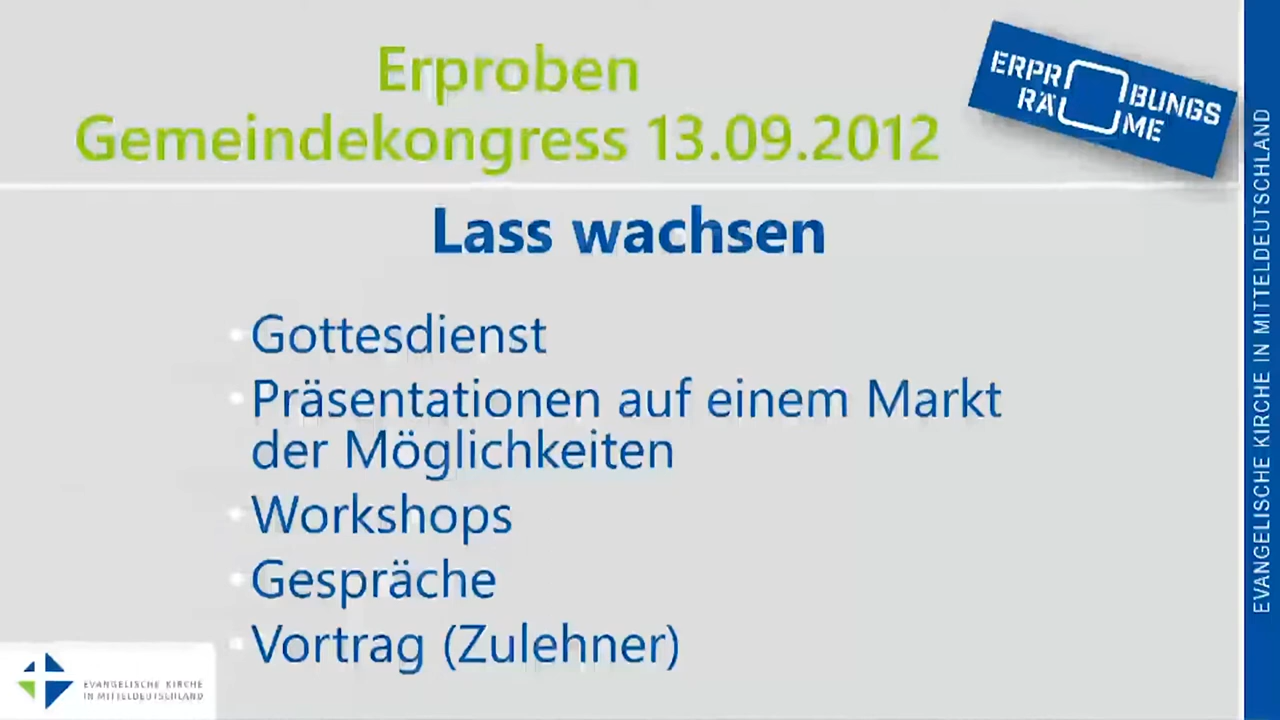 Erproben
Gemeindekongress 13.09.2012
ERPR BUNGS
RÄ ME
Lass wachsen
Gottesdienst
Präsentationen auf einem Markt
der Möglichkeiten
Workshops
Gespräche
Vortrag (Zulehner)
EVANGELISCHE KIRCHE
IN MITTELDEUTSCHLAND
EVANGELISCHE KIRCHE IN MITTELDEUTSCHLAND